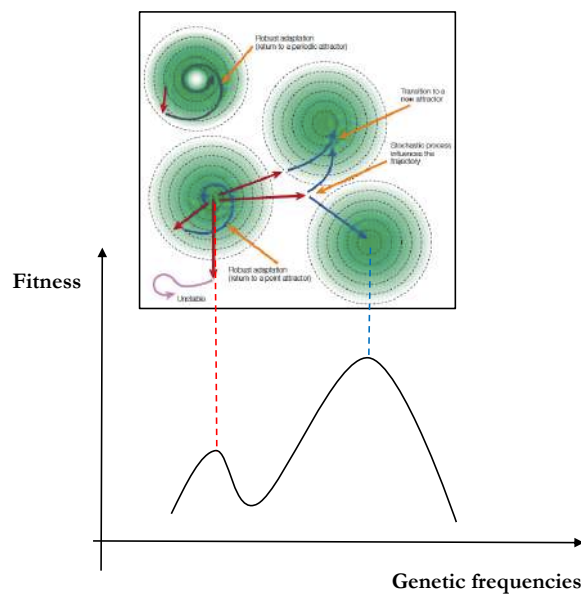 Robust adaptation
(return to a periodic attractor)
Transition to a
new attractor
Stochastic process
influences the
trajectory
Robust adaptation
(return to a point attractor)
Unstable
Fitness
Genetic frequencies